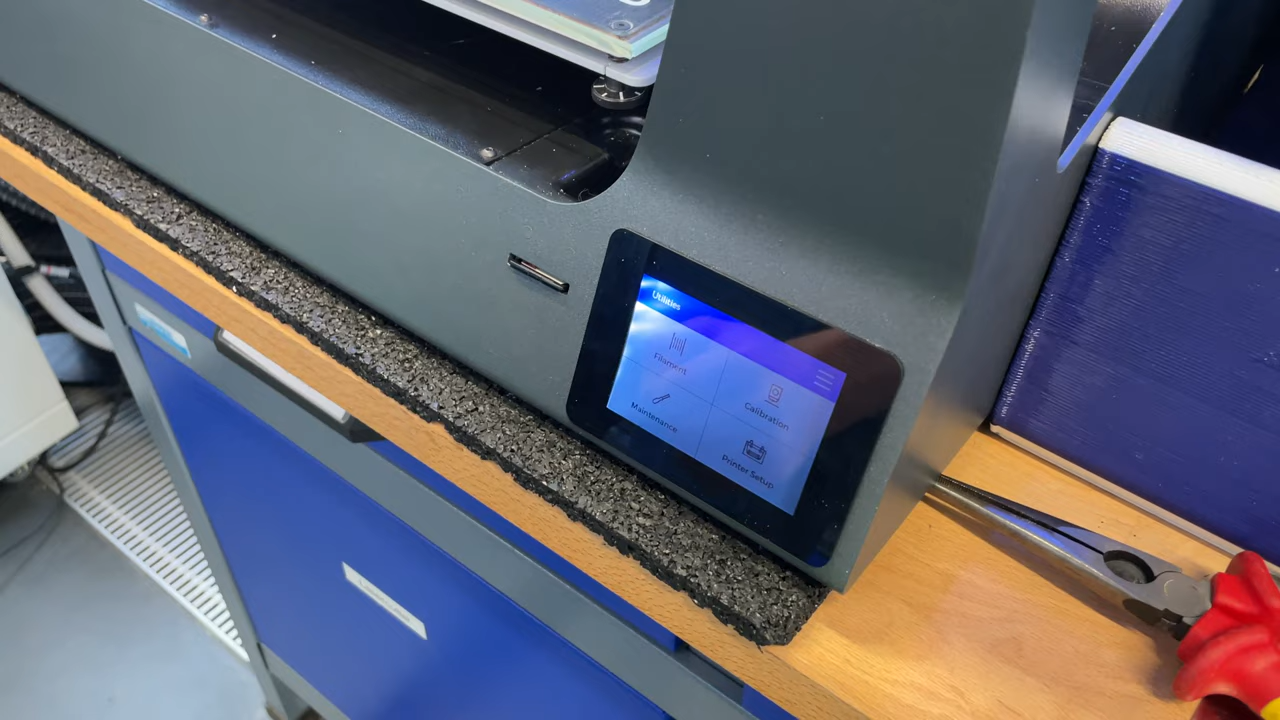 Utilities
Filament
Calibration
Maintenance
Printer Setup